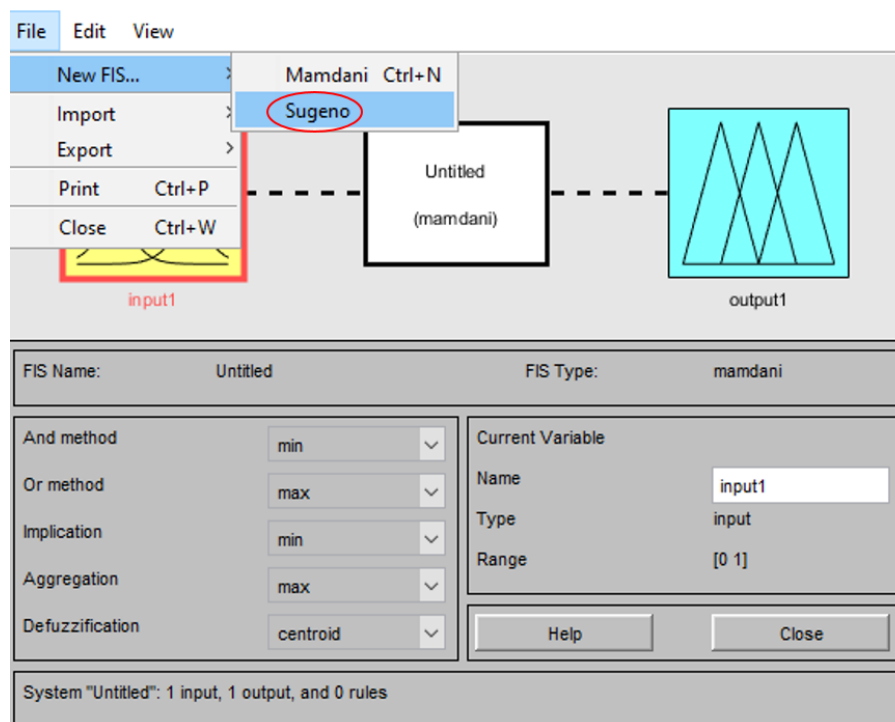 File Edit View
New FIS... >
Mamdani Ctrl+N
Import >
Sugeno
Export >
Print Ctrl+P
Close Ctrl+W
Untitled
(mamdani)
input1
output1
FIS Name: Untitled FIS Type: mamdani
And method min
Or method max
Implication min
Aggregation max
Defuzzification centroid
Current Variable
Name input1
Type input
Range [0 1]
Help Close
System "Untitled": 1 input, 1 output, and 0 rules